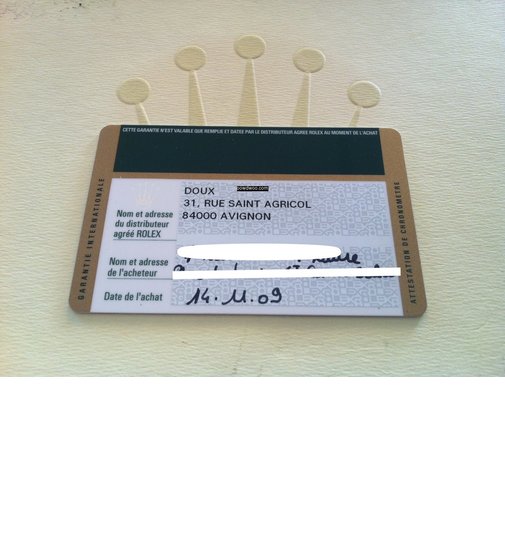 CETTE GARANTIE N'EST VALABLE QUE REMPLIE ET DATEE PAR LE DISTRIBUTEUR AGREE ROLEX AU MOMENT DE L'ACHAT
GARANTIE INTERNATIONALE
Nom et adresse
du distributeur
agréé ROLEX
DOUX
powdwoo.com
31, RUE SAINT AGRICOL
84000 AVIGNON
Nom et adresse
de l'acheteur
Date de l'achat
14.11.09
ATTESTATION DE CHRONOMETRE